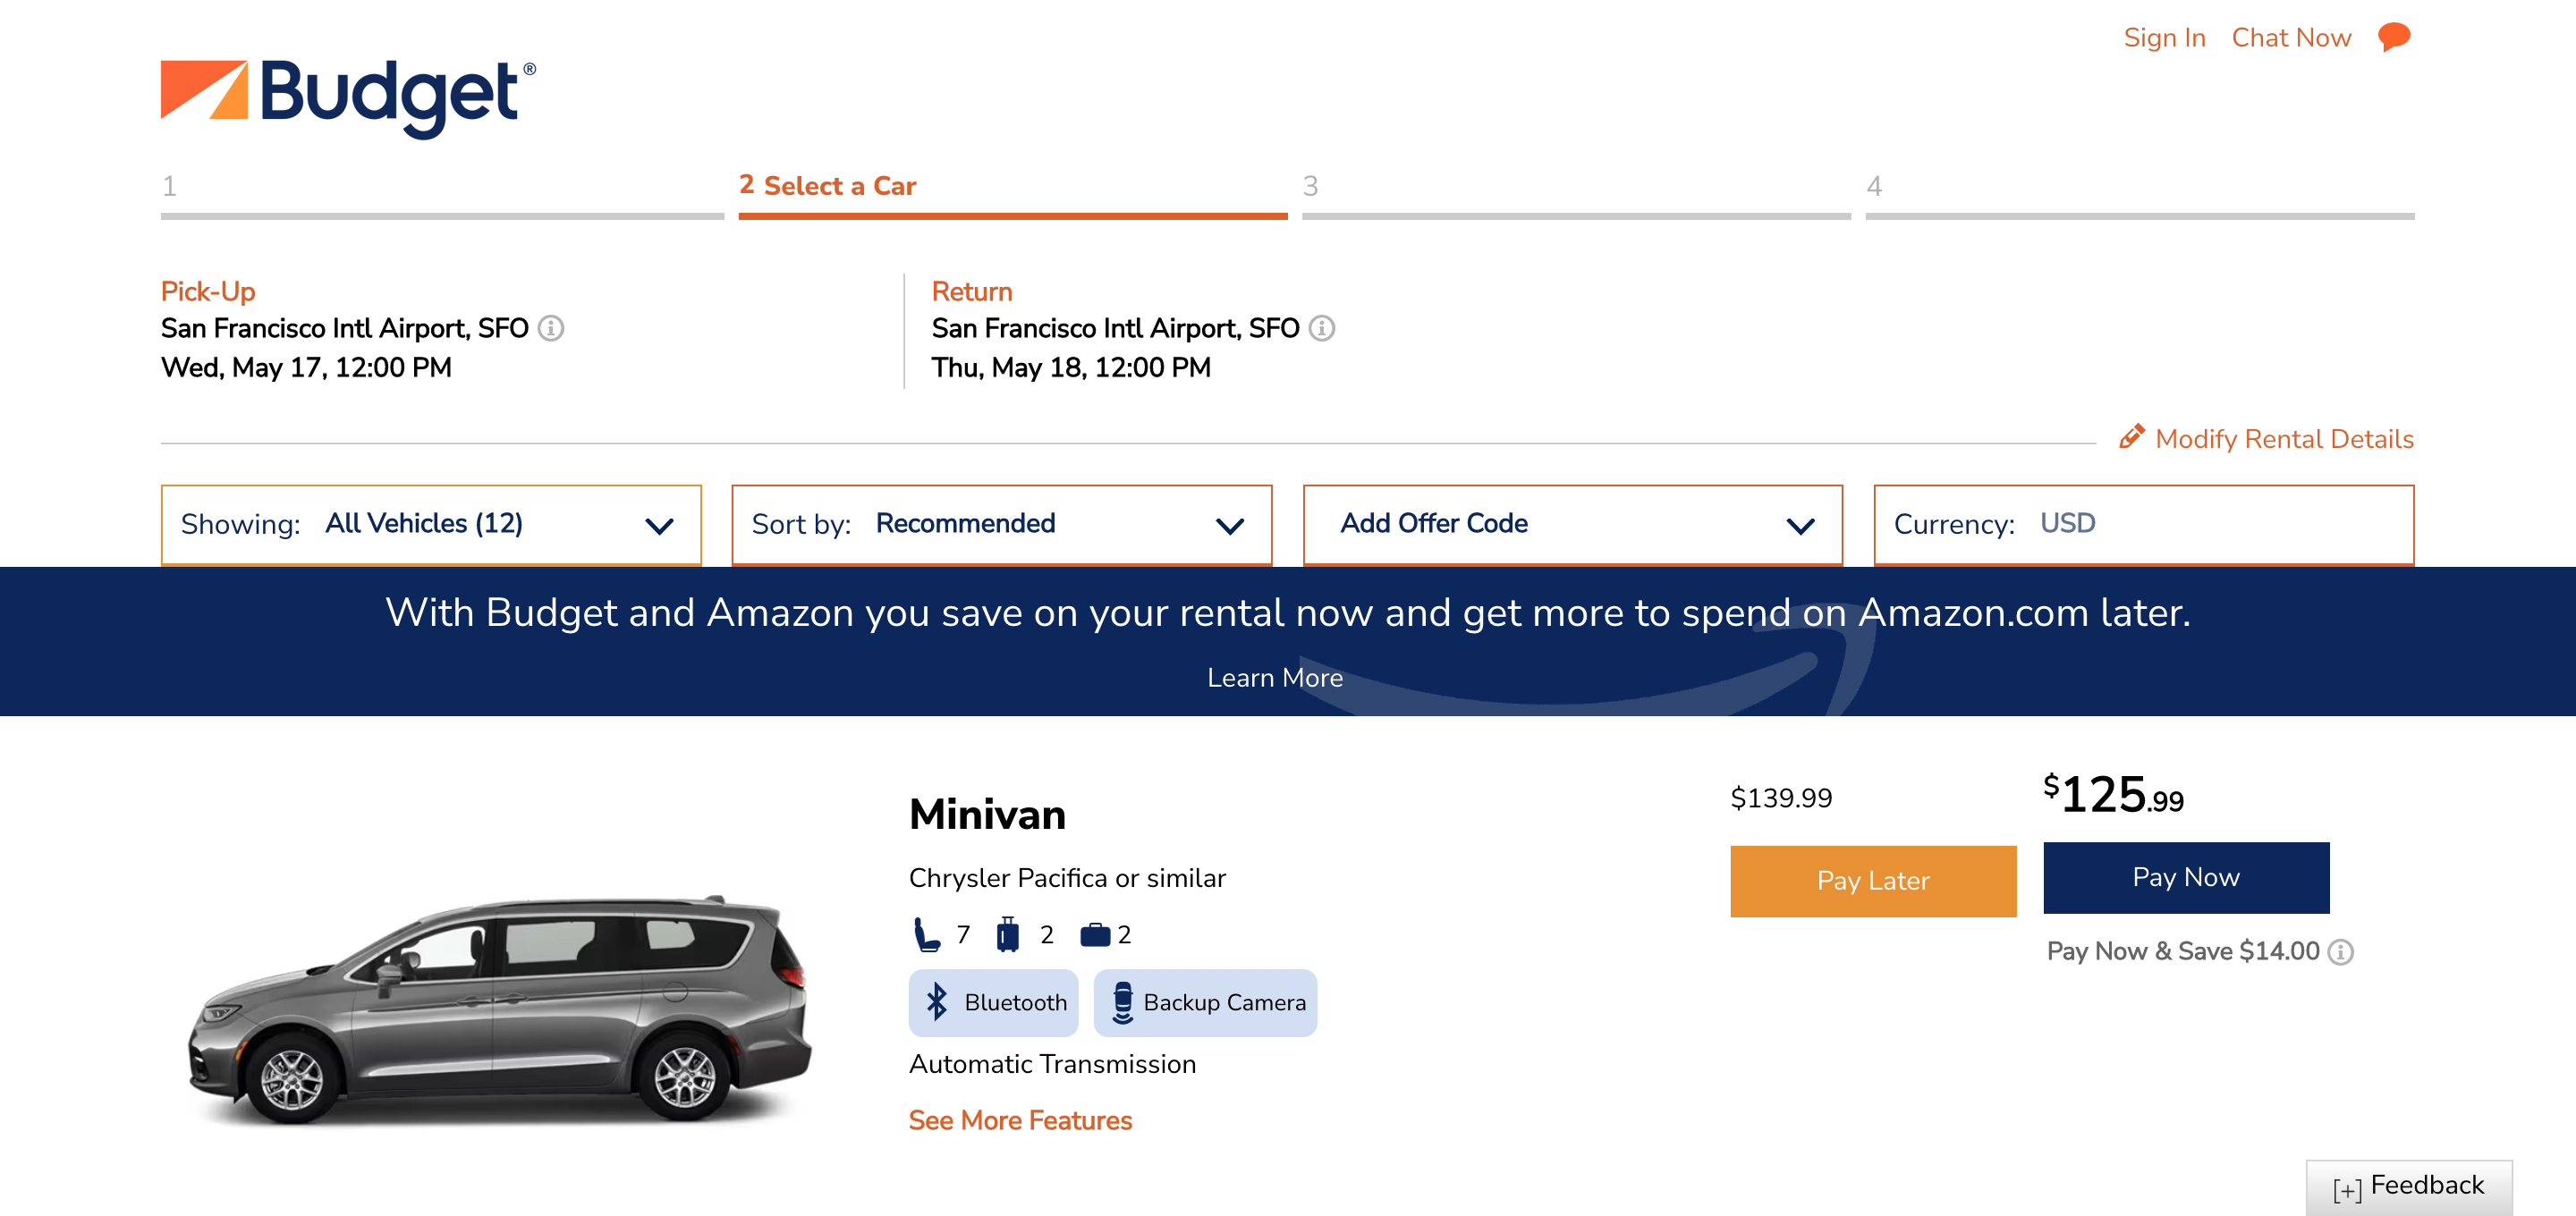 Sign In Chat Now
Budget®
1 2 Select a Car 3 4
Pick-Up
San Francisco Intl Airport, SFO
Wed, May 17, 12:00 PM
Return
San Francisco Intl Airport, SFO
Thu, May 18, 12:00 PM
Modify Rental Details
Showing: All Vehicles (12) Sort by: Recommended Add Offer Code Currency: USD
With Budget and Amazon you save on your rental now and get more to spend on Amazon.com later.
Learn More
Minivan
Chrysler Pacifica or similar
7 2 2
Bluetooth Backup Camera
Automatic Transmission
See More Features
$139.99
Pay Later
$125.99
Pay Now
Pay Now & Save $14.00
[+] Feedback